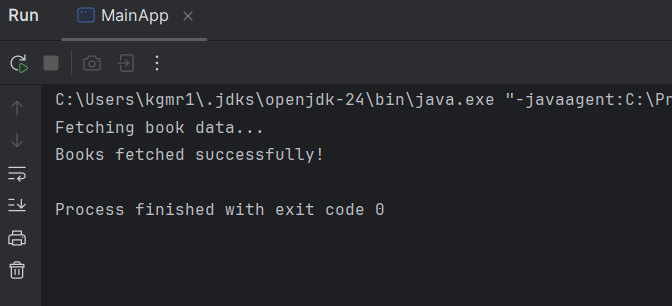 Run MainApp
C:\Users\kgmr1\.jdks\openjdk-24\bin\java.exe "-javaagent:C:\Pr
Fetching book data...
Books fetched successfully!
Process finished with exit code 0